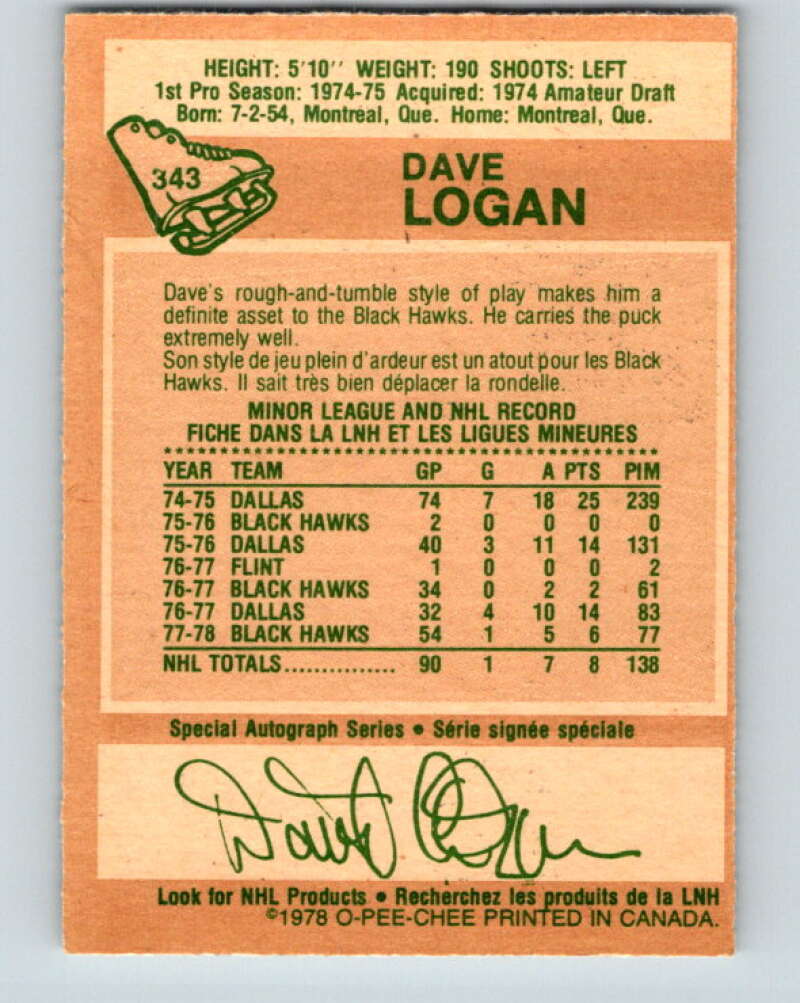 HEIGHT: 5'10'' WEIGHT: 190 SHOOTS: LEFT
1st Pro Season: 1974-75 Acquired: 1974 Amateur Draft
Born: 7-2-54, Montreal, Que. Home: Montreal, Que.
343
DAVE
LOGAN
Dave's rough-and-tumble style of play makes him a
definite asset to the Black Hawks. He carries the puck
extremely well.
Son style de jeu plein d'ardeur est un atout pour les Black
Hawks. Il sait très bien déplacer la rondelle.
MINOR LEAGUE AND NHL RECORD
FICHE DANS LA LNH ET LES LIGUES MINEURES
YEAR TEAM GP G A PTS PIM
74-75 DALLAS 74 7 18 25 239
75-76 BLACK HAWKS 2 0 0 0 0
75-76 DALLAS 40 3 11 14 131
76-77 FLINT 1 0 0 0 2
76-77 BLACK HAWKS 34 0 2 2 61
76-77 DALLAS 32 4 10 14 83
77-78 BLACK HAWKS 54 1 5 6 77
NHL TOTALS............... 90 1 7 8 138
Special Autograph Series • Série signée spéciale
David Logan
Look for NHL Products • Recherchez les produits de la LNH
©1978 O-PEE-CHEE PRINTED IN CANADA.